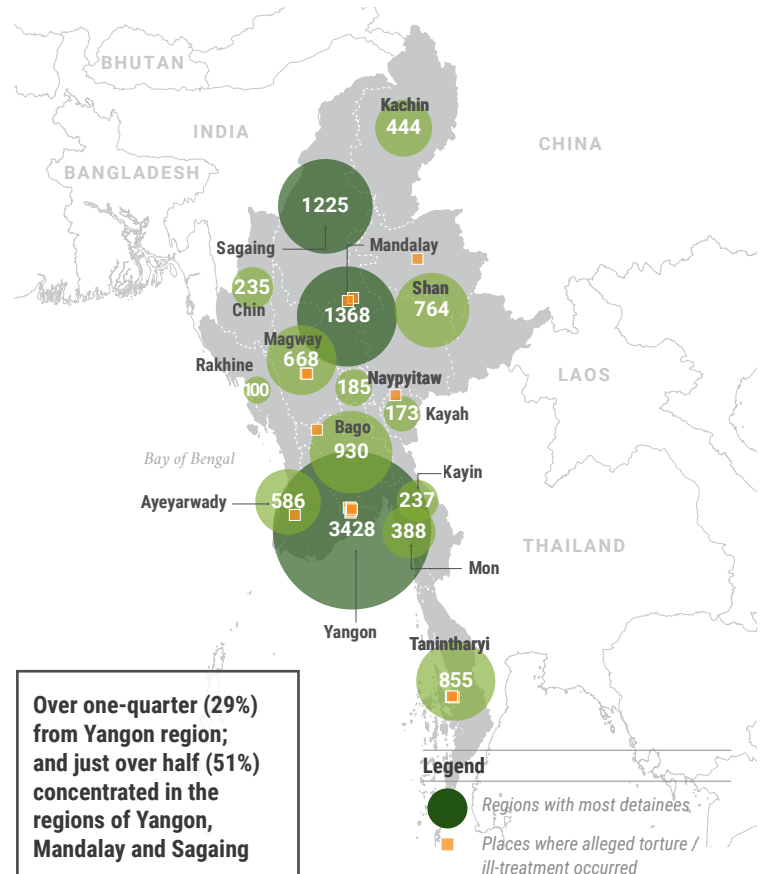 BHUTAN
Kachin
444
INDIA
CHINA
BANGLADESH
1225
Sagaing
Mandalay
235
Chin
Shan
764
1368
Magway
668
Rakhine
100
185
Naypyitaw
173
Kayah
LAOS
Bago
930
Bay of Bengal
Kayin
Ayeyarwady
586
237
3428
388
THAILAND
Mon
Yangon
Tanintharyi
855
Over one-quarter (29%)
from Yangon region;
and just over half (51%)
concentrated in the
regions of Yangon,
Mandalay and Sagaing
Legend
Regions with most detainees
Places where alleged torture /
ill-treatment occurred